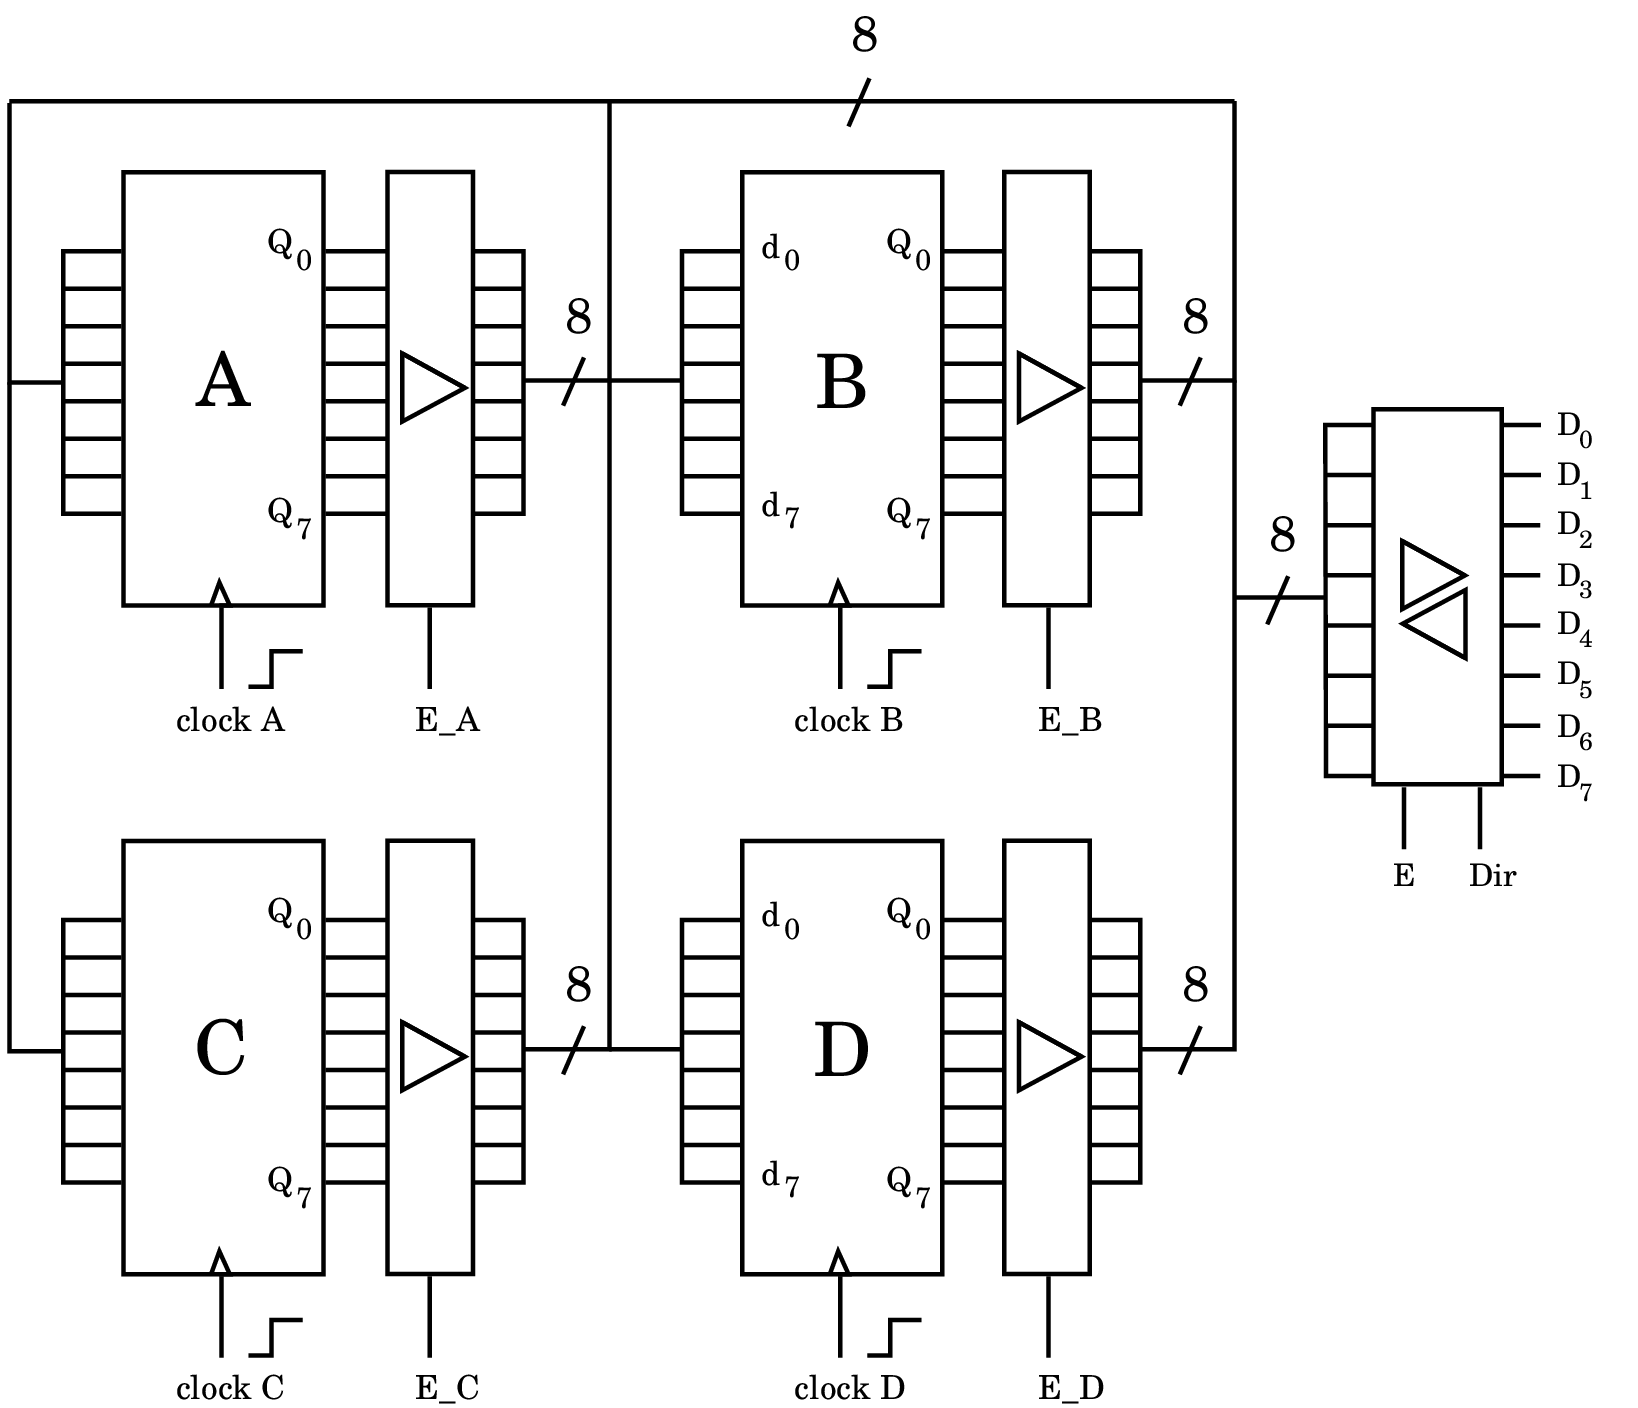 8
Q0
d0 Q0
8 8
A B
D0
D1
Q7 d7 Q7
D2
8
D3
D4
D5
clock A E_A clock B E_B
D6
D7
E Dir
Q0 d0 Q0
8 8
C D
Q7 d7 Q7
clock C E_C clock D E_D